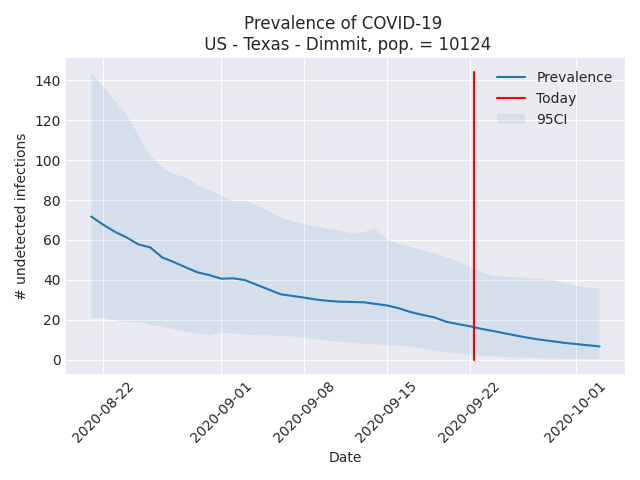 Prevalence of COVID-19
US - Texas - Dimmit, pop. = 10124
Prevalence
Today
95CI
# undetected infections
140
120
100
80
60
40
20
0
2020-08-22
2020-09-01
2020-09-08
2020-09-15
2020-09-22
2020-10-01
Date